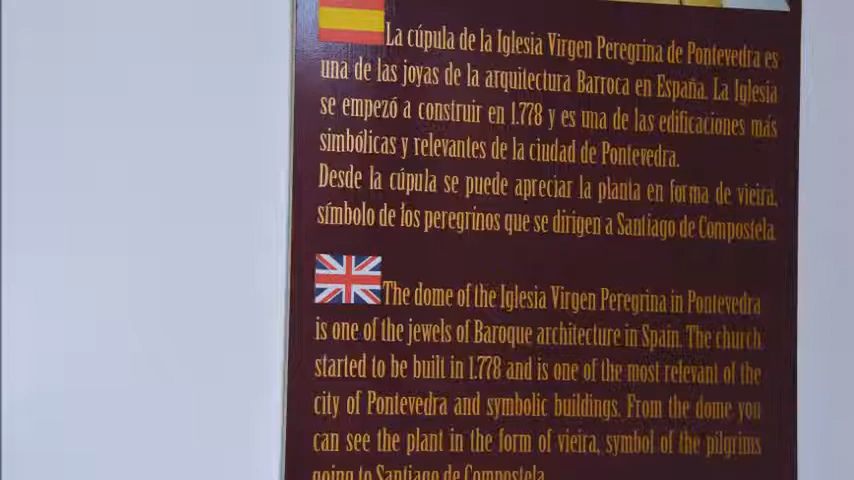 La cúpula de la Iglesia Virgen Peregrina de Pontevedra es
una de las joyas de la arquitectura Barroca en España. La Iglesia
se empezó a construir en 1.778 y es una de las edificaciones más
simbólicas y relevantes de la ciudad de Pontevedra.
Desde la cúpula se puede apreciar la planta en forma de vieira,
símbolo de los peregrinos que se dirigen a Santiago de Compostela.
The dome of the Iglesia Virgen Peregrina in Pontevedra
is one of the jewels of Baroque architecture in Spain. The church
started to be built in 1.778 and is one of the most relevant of the
city of Pontevedra and symbolic buildings. From the dome you
can see the plant in the form of vieira, symbol of the pilgrims
going to Santiago de Compostela